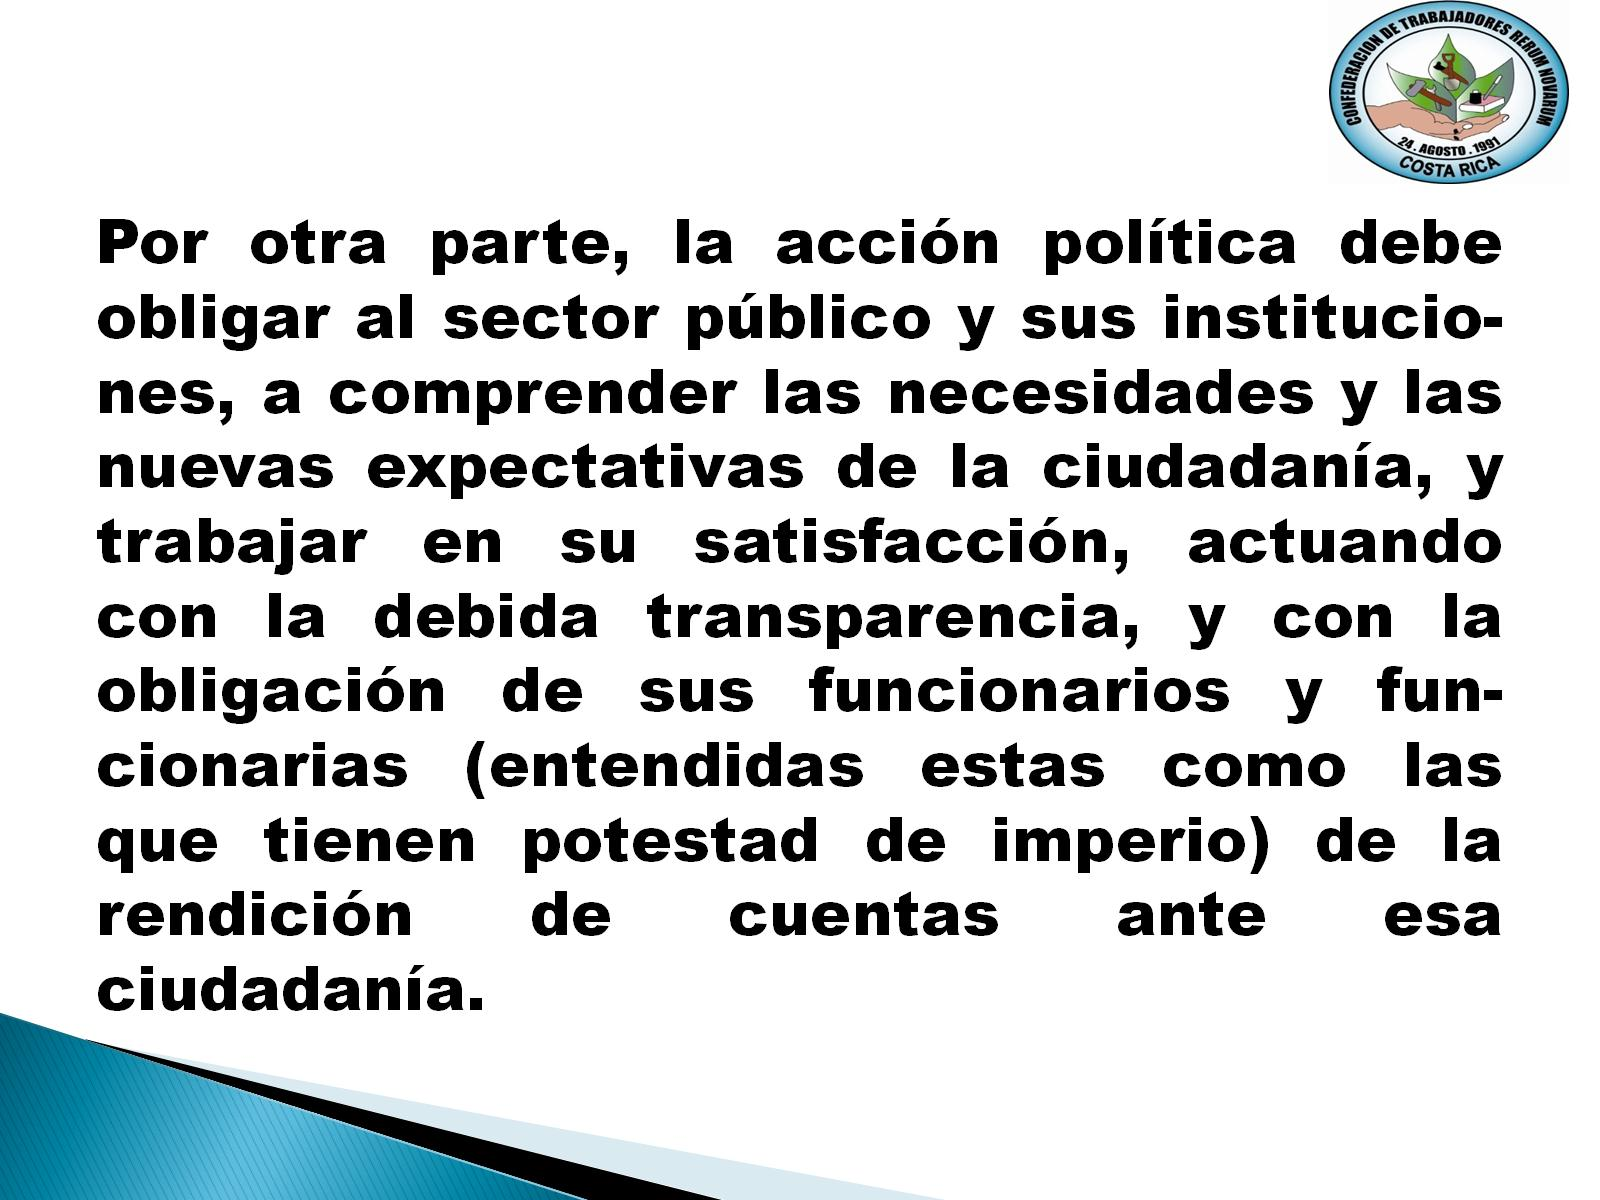 CONFEDERACION DE TRABAJADORES RERUM NOVARUM
24 . AGOSTO . 1991
COSTA RICA
Por otra parte, la acción política debe
obligar al sector público y sus institucio-
nes, a comprender las necesidades y las
nuevas expectativas de la ciudadanía, y
trabajar en su satisfacción, actuando
con la debida transparencia, y con la
obligación de sus funcionarios y fun-
cionarias (entendidas estas como las
que tienen potestad de imperio) de la
rendición de cuentas ante esa
ciudadanía.